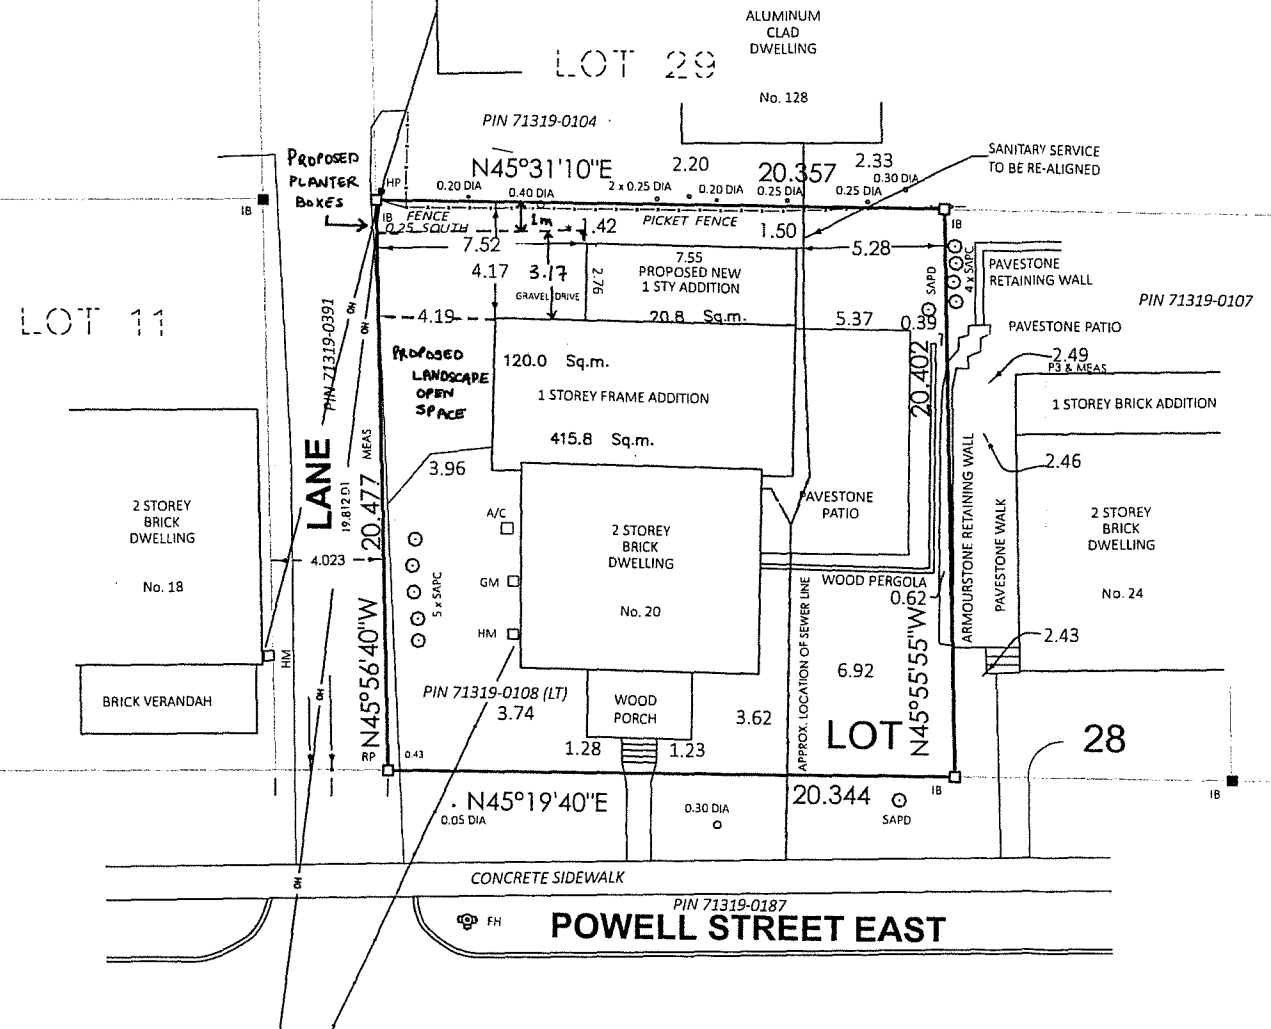 ALUMINUM
CLAD
DWELLING
No. 128
LOT 29
PIN 71319-0104
PROPOSED
PLANTER
BOXES
HP
N45°31'10"E
2.20
20.357
2.33
SANITARY SERVICE
TO BE RE-ALIGNED
0.20 DIA
0.40 DIA
2 x 0.25 DIA
0.20 DIA
0.25 DIA
0.25 DIA
0.30 DIA
IB
IB
FENCE
0.25 SOUTH
1m
1.42
PICKET FENCE
1.50
IB
7.52
5.28
4.17
3.17
2.76
7.55
PROPOSED NEW
1 STY ADDITION
20.8 Sq.m.
GRAVEL DRIVE
SAPD
4 x SAPC
PAVESTONE
RETAINING WALL
PIN 71319-0107
LOT 11
PIN 71319-0391
OH
OH
4.19
5.37
0.39
PAVESTONE PATIO
PROPOSED
LANDSCAPE
OPEN
SPACE
120.0 Sq.m.
1 STOREY FRAME ADDITION
415.8 Sq.m.
20.402
2.49
P3 & MEAS
1 STOREY BRICK ADDITION
2.46
LANE
19.812 D1
MEAS
20.477
3.96
A/C
GM
HM
5 x SAPC
PAVESTONE
PATIO
ARMOURSTONE RETAINING WALL
PAVESTONE WALK
2 STOREY
BRICK
DWELLING
No. 18
4.023
2 STOREY
BRICK
DWELLING
No. 20
WOOD PERGOLA
0.62
2 STOREY
BRICK
DWELLING
No. 24
2.43
HM
N45°56'40"W
BRICK VERANDAH
OH
PIN 71319-0108 (LT)
3.74
WOOD
PORCH
3.62
APPROX. LOCATION OF SEWER LINE
6.92
N45°55'55"W
LOT
28
RP
0.43
1.28
1.23
N45°19'40"E
0.05 DIA
0.30 DIA
20.344
IB
SAPD
IB
OH
CONCRETE SIDEWALK
PIN 71319-0187
FH
POWELL STREET EAST